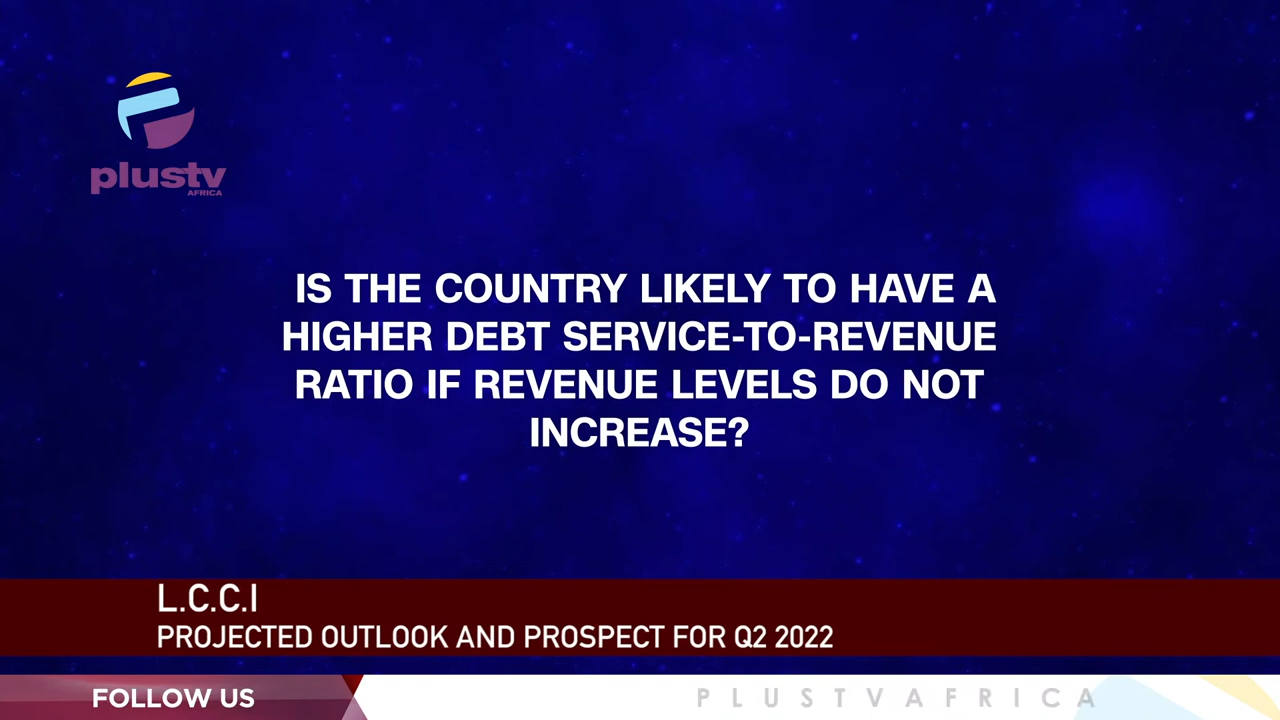 plustv
AFRICA
IS THE COUNTRY LIKELY TO HAVE A
HIGHER DEBT SERVICE-TO-REVENUE
RATIO IF REVENUE LEVELS DO NOT
INCREASE?
L.C.C.I
PROJECTED OUTLOOK AND PROSPECT FOR Q2 2022
FOLLOW US
PLUSTVAFRICA